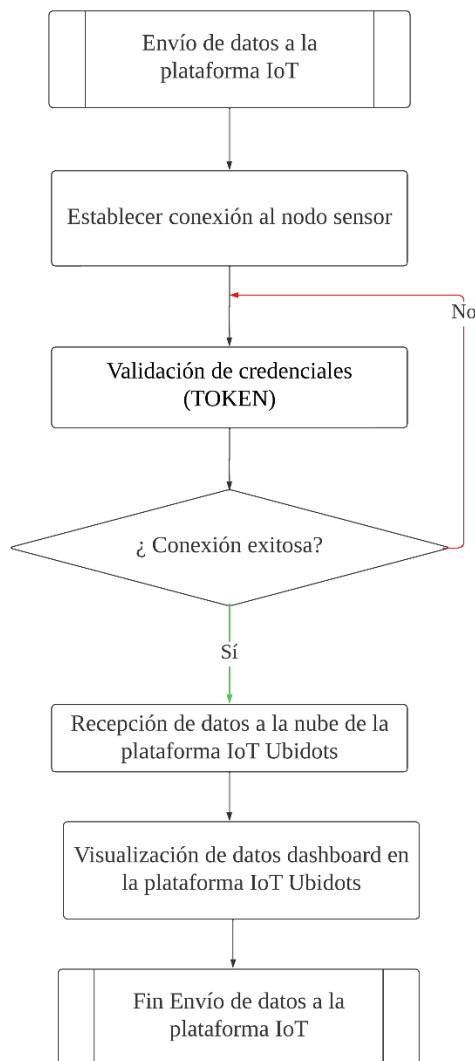 Envío de datos a la
plataforma IoT
Establecer conexión al nodo sensor
No
Validación de credenciales
(TOKEN)
¿ Conexión exitosa?
Sí
Recepción de datos a la nube de la
plataforma IoT Ubidots
Visualización de datos dashboard en
la plataforma IoT Ubidots
Fin Envío de datos a la
plataforma IoT